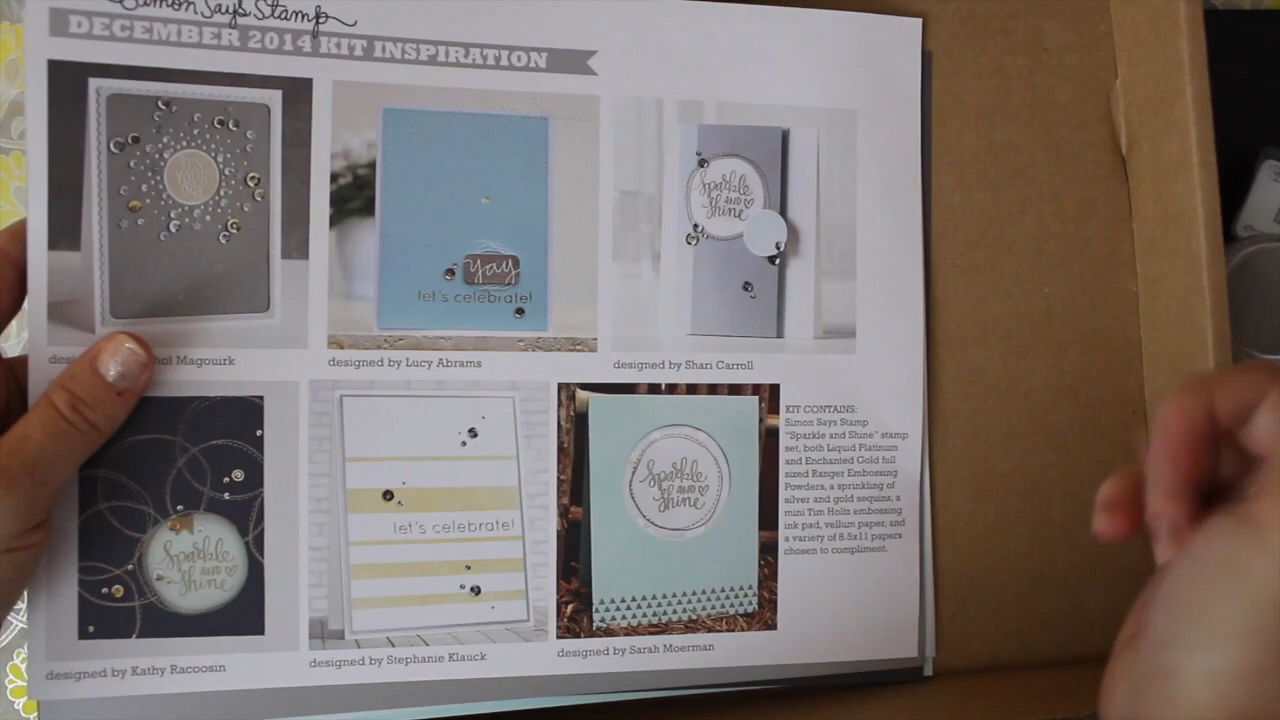 Simon Says Stamp
DECEMBER 2014 KIT INSPIRATION
yay
let's celebrate!
sparkle
AND
shine
designed by Lucy Abrams
designed by Shari Carroll
Magouirk
sparkle
AND
shine
let's celebrate!
sparkle
AND
shine
KIT CONTAINS:
Simon Says Stamp
"Sparkle and Shine" stamp
set, both Liquid Platinum
and Enchanted Gold full
sized Ranger Embossing
Powders, a sprinkling of
silver and gold sequins, a
mini Tim Holtz embossing
ink pad, vellum paper, and
a variety of 8.5x11 papers
chosen to compliment.
designed by Kathy Racoosin
designed by Stephanie Klauck
designed by Sarah Moerman